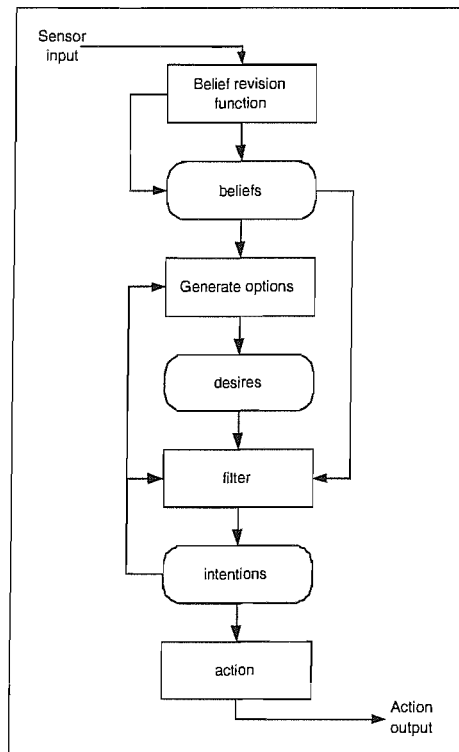 Sensor
input
Belief revision
function
beliefs
Generate options
desires
filter
intentions
action
Action
output